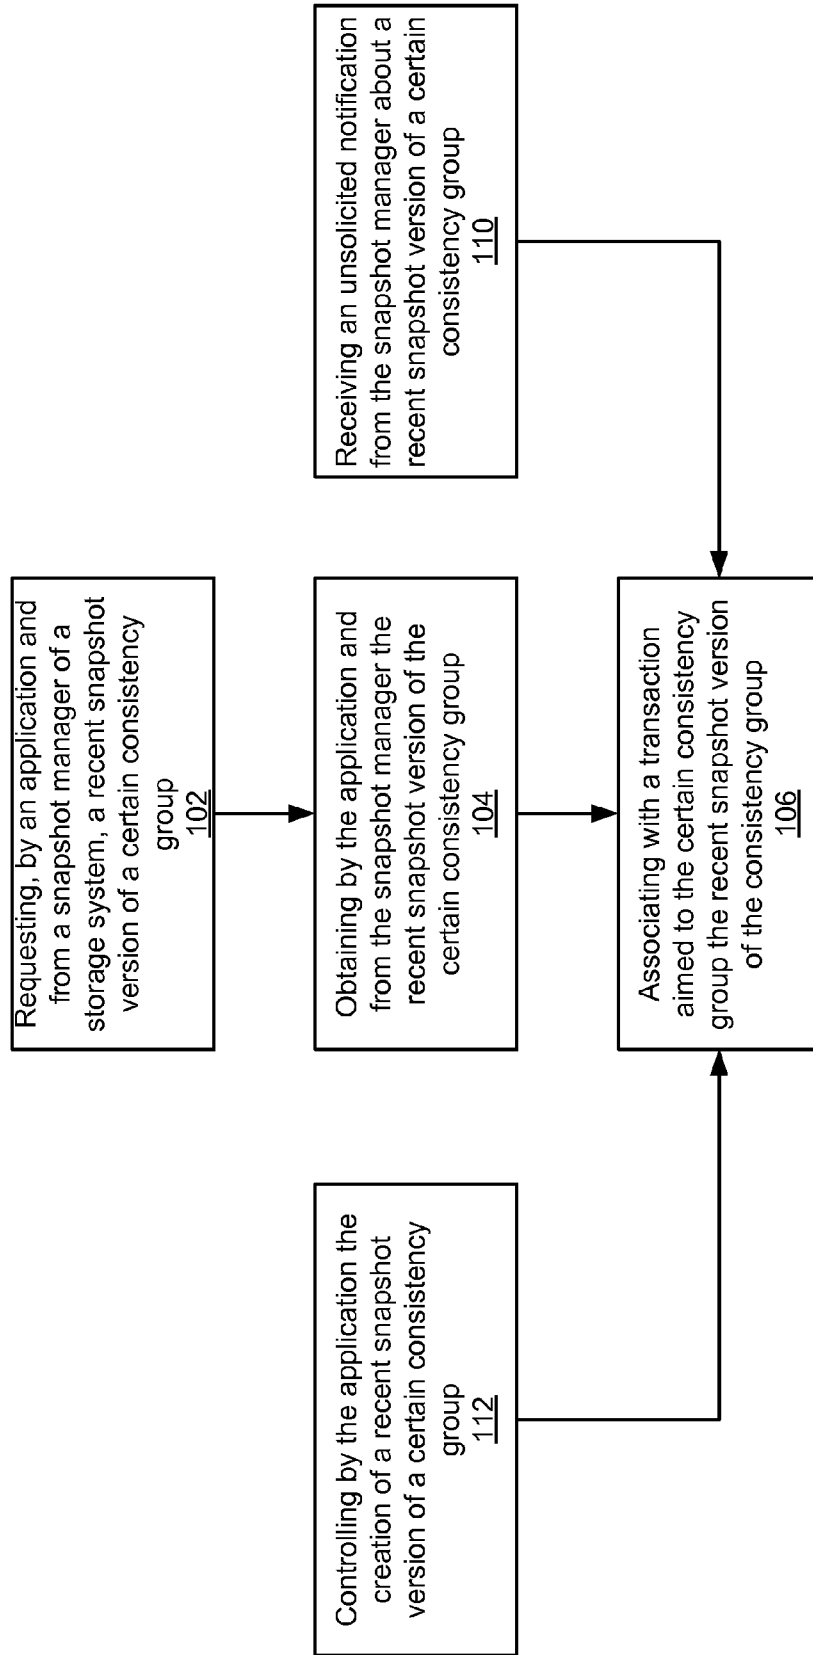 Requesting, by an application and
from a snapshot manager of a
storage system, a recent snapshot
version of a certain consistency
group
102
Controlling by the application the
creation of a recent snapshot
version of a certain consistency
group
112
Obtaining by the application and
from the snapshot manager the
recent snapshot version of the
certain consistency group
104
Receiving an unsolicited notification
from the snapshot manager about a
recent snapshot version of a certain
consistency group
110
Associating with a transaction
aimed to the certain consistency
group the recent snapshot version
of the consistency group
106